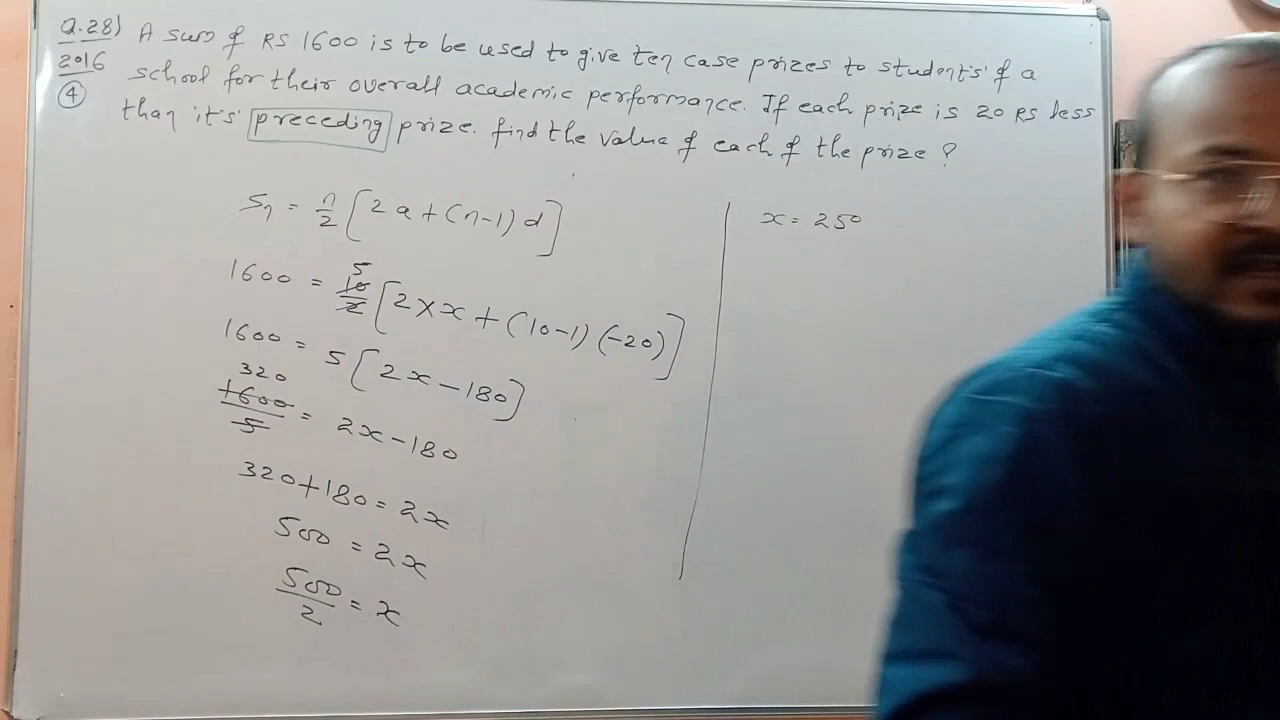 Q.28) A sum of RS 1600 is to be used to give ten case prizes to students' of a
2016 school for their overall academic performance. If each prize is 20 RS less
4 than it's preceding prize. find the value of each of the prize ?
Sn = n/2 [2a + (n-1) d]
1600 = 10/2 5 [2 × x + (10-1) (-20)]
1600 = 5 [2x - 180]
320
1600/5 = 2x - 180
320 + 180 = 2x
500 = 2x
500/2 = x
x = 250